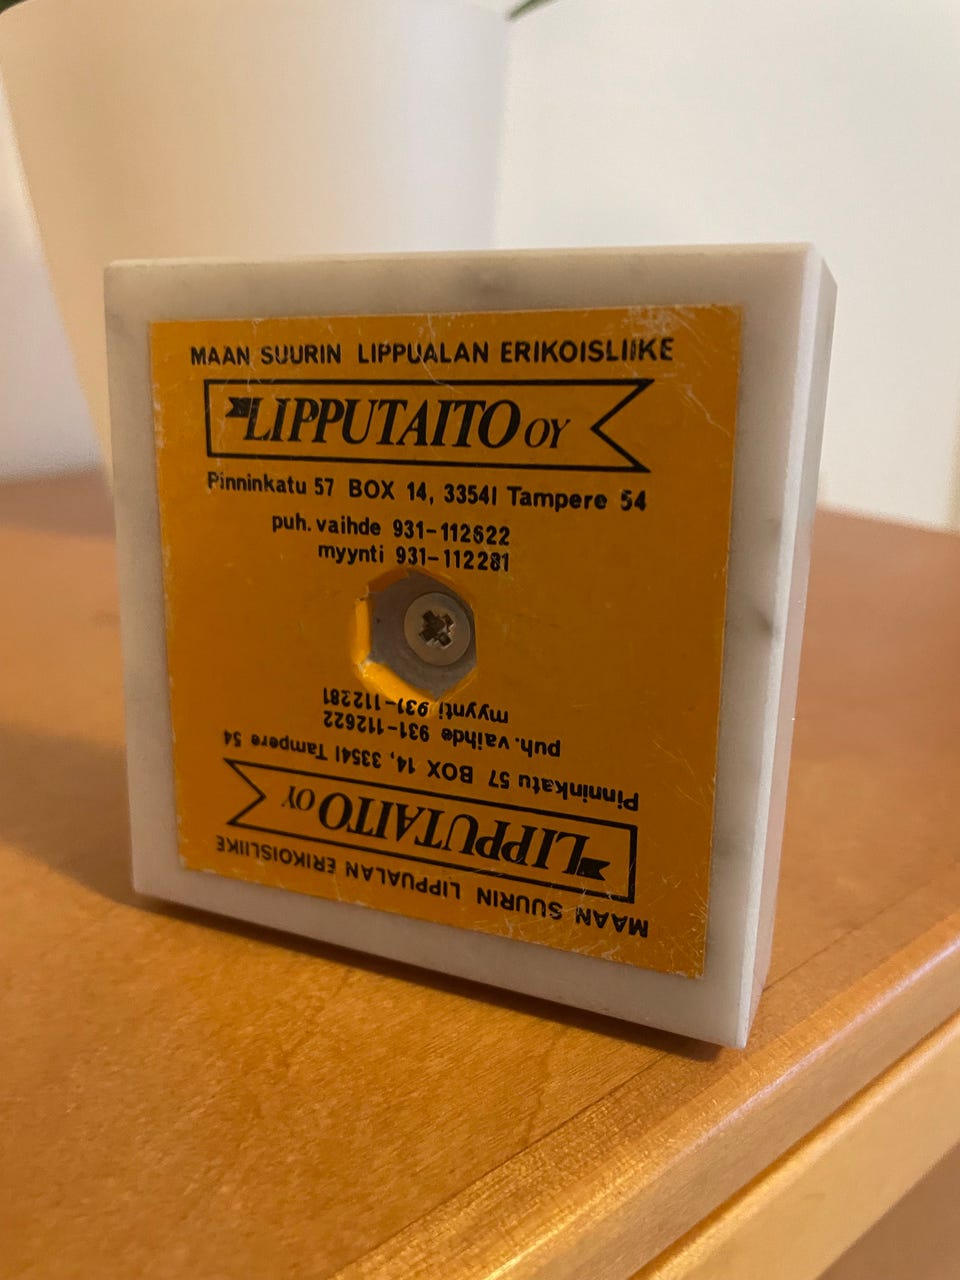 MAAN SUURIN LIPPUALAN ERIKOISLIIKE
LIPPUTAITO OY
Pinninkatu 57 BOX 14, 33541 Tampere 54
puh. vaihde 931-112622
myynti 931-112281
MAAN SUURIN LIPPUALAN ERIKOISLIIKE
LIPPUTAITO OY
Pinninkatu 57 BOX 14, 33541 Tampere 54
puh. vaihde 931-112622
myynti 931-112281